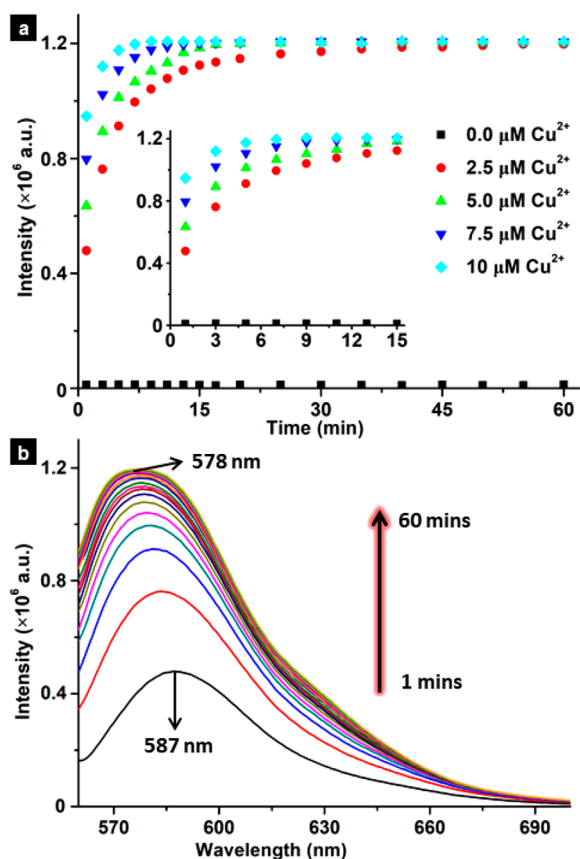 a
Intensity (×10⁶ a.u.)
1.2
0.8
0.4
0
0 15 30 45 60
Time (min)
1.2
0.8
0.4
0
0 3 6 9 12 15
0.0 μM Cu²⁺
2.5 μM Cu²⁺
5.0 μM Cu²⁺
7.5 μM Cu²⁺
10 μM Cu²⁺
b
Intensity (×10⁶ a.u.)
1.2
0.8
0.4
0
578 nm
60 mins
1 mins
587 nm
570 600 630 660 690
Wavelength (nm)